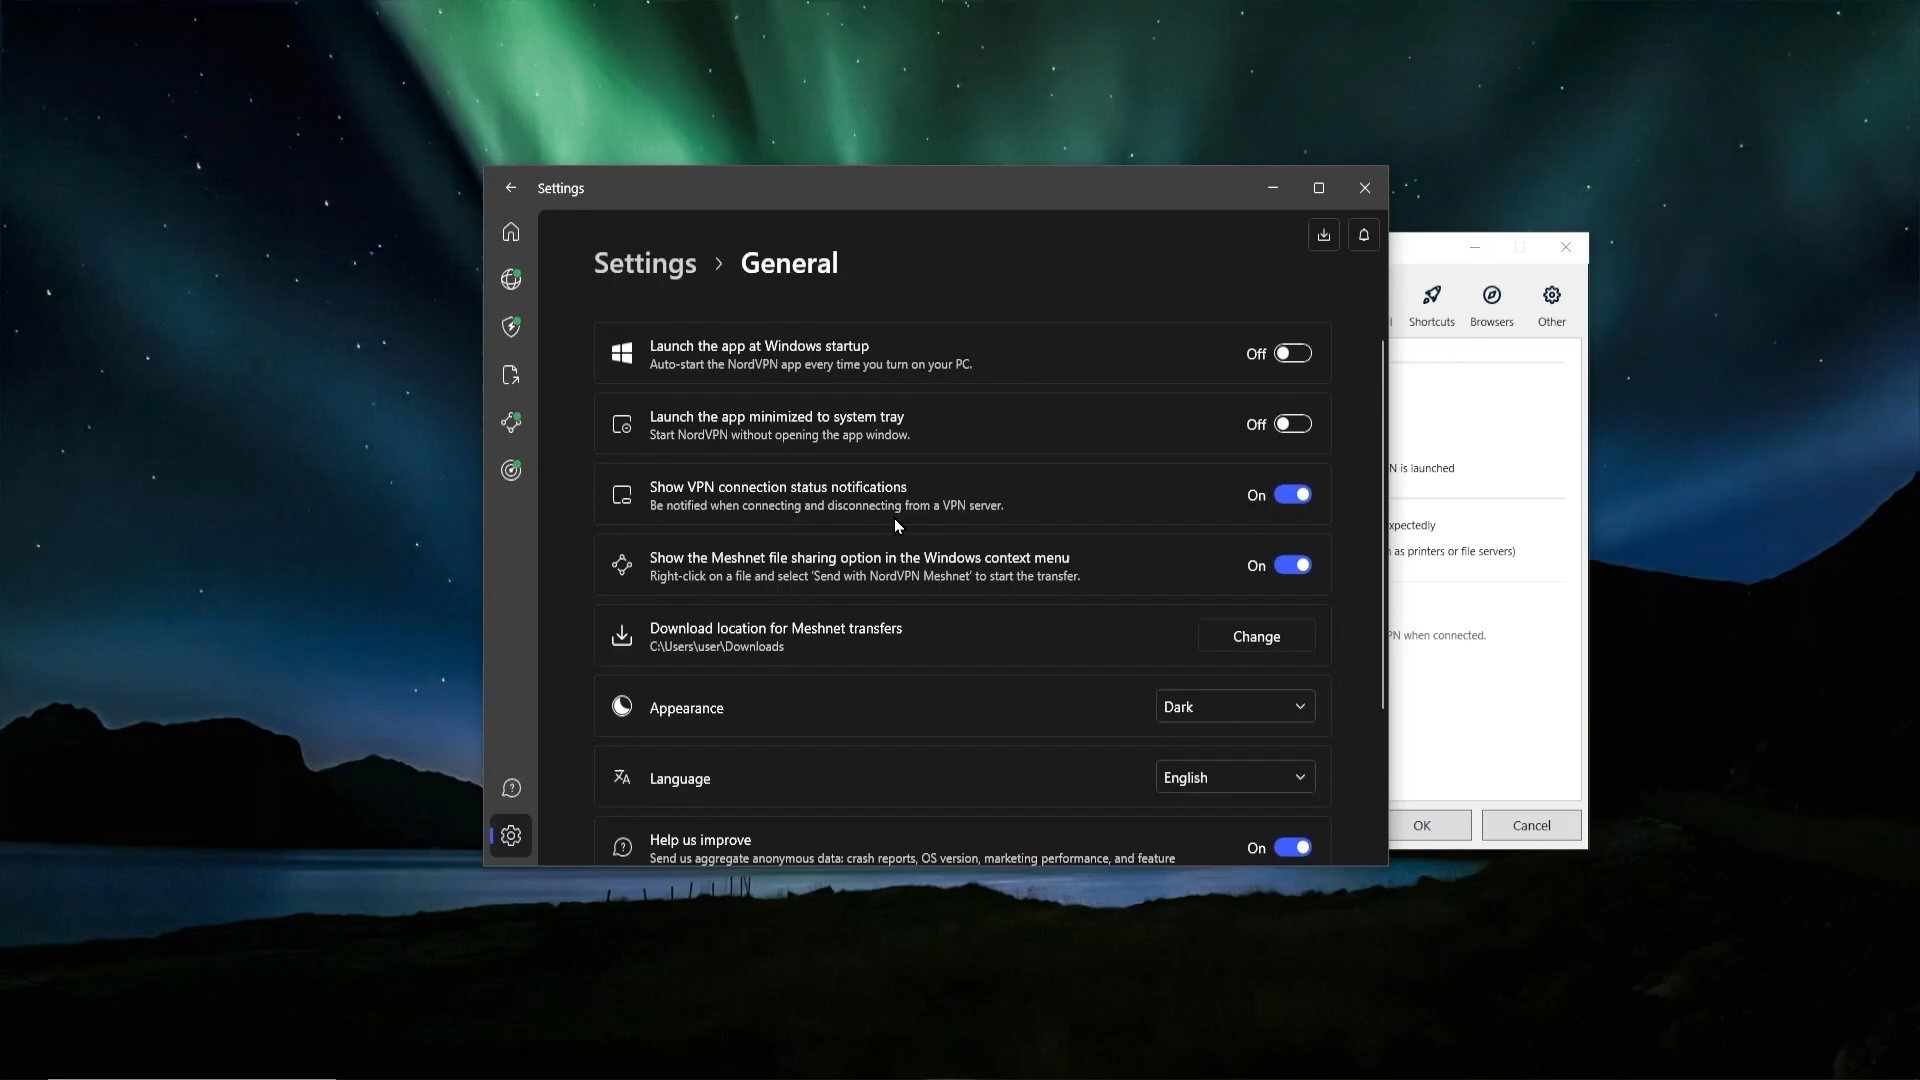 Settings
Settings > General
Launch the app at Windows startup
Auto-start the NordVPN app every time you turn on your PC.
Off
Launch the app minimized to system tray
Start NordVPN without opening the app window.
Off
Show VPN connection status notifications
Be notified when connecting and disconnecting from a VPN server.
On
Show the Meshnet file sharing option in the Windows context menu
Right-click on a file and select 'Send with NordVPN Meshnet' to start the transfer.
On
Download location for Meshnet transfers
C:\Users\user\Downloads
Change
Appearance
Dark
Language
English
Help us improve
Send us aggregate anonymous data: crash reports, OS version, marketing performance, and feature
On
Shortcuts
Browsers
Other
N is launched
xpectedly
as printers or file servers)
PN when connected.
OK
Cancel